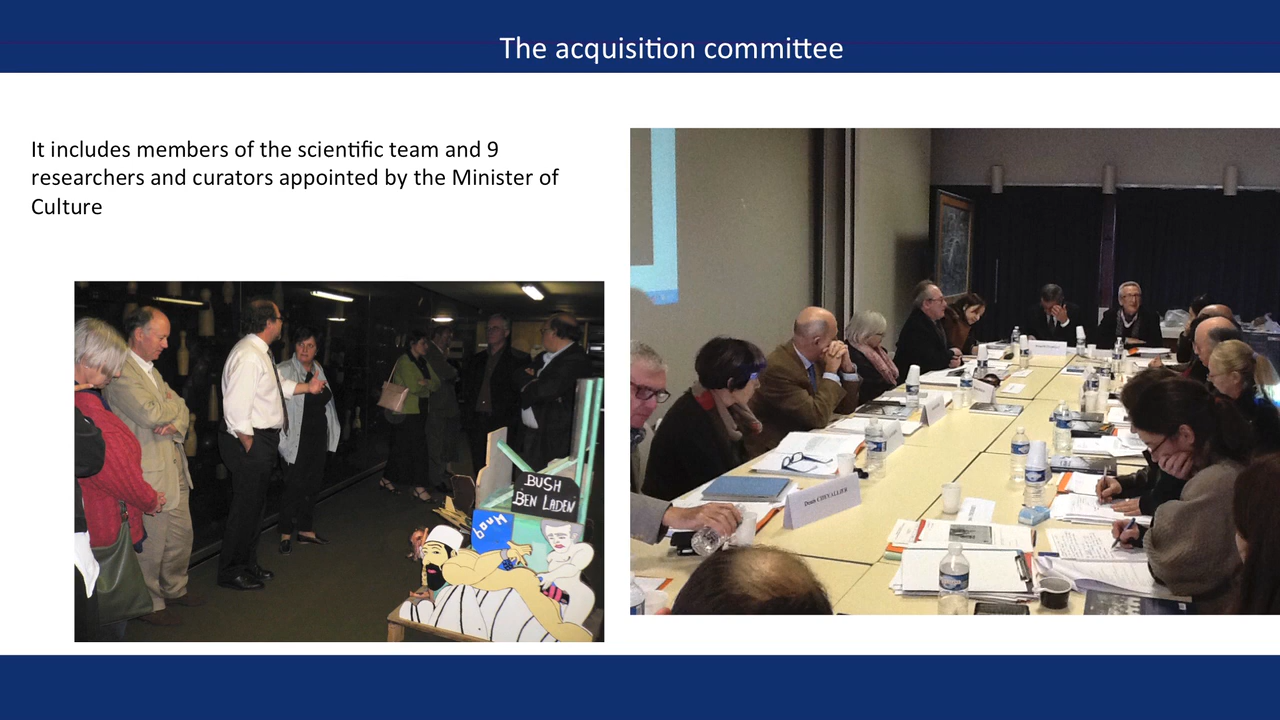 The acquisition committee
It includes members of the scientific team and 9
researchers and curators appointed by the Minister of
Culture
BUSH
BEN LADEN
boum
Denis CHEVALLIER